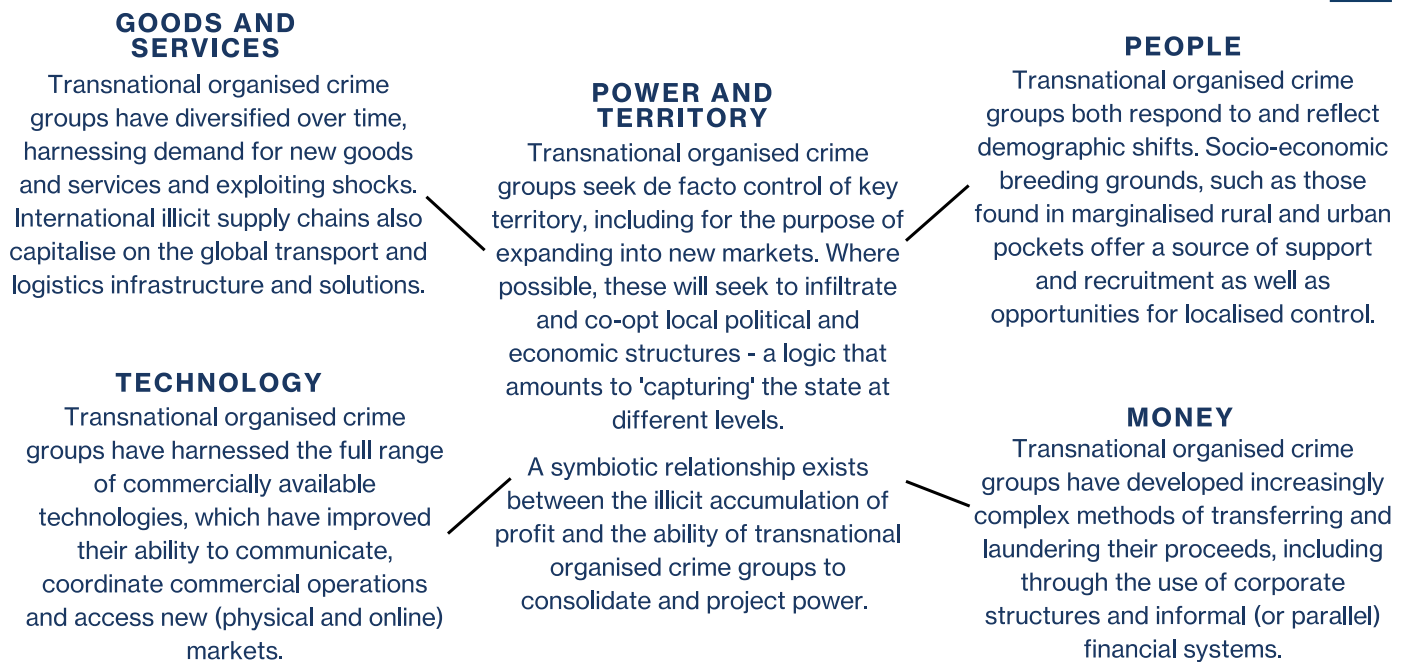 GOODS AND
SERVICES
Transnational organised crime
groups have diversified over time,
harnessing demand for new goods
and services and exploiting shocks.
International illicit supply chains also
capitalise on the global transport and
logistics infrastructure and solutions.
TECHNOLOGY
Transnational organised crime
groups have harnessed the full range
of commercially available
technologies, which have improved
their ability to communicate,
coordinate commercial operations
and access new (physical and online)
markets.
POWER AND
TERRITORY
Transnational organised crime
groups seek de facto control of key
territory, including for the purpose of
expanding into new markets. Where
possible, these will seek to infiltrate
and co-opt local political and
economic structures - a logic that
amounts to 'capturing' the state at
different levels.
A symbiotic relationship exists
between the illicit accumulation of
profit and the ability of transnational
organised crime groups to
consolidate and project power.
PEOPLE
Transnational organised crime
groups both respond to and reflect
demographic shifts. Socio-economic
breeding grounds, such as those
found in marginalised rural and urban
pockets offer a source of support
and recruitment as well as
opportunities for localised control.
MONEY
Transnational organised crime
groups have developed increasingly
complex methods of transferring and
laundering their proceeds, including
through the use of corporate
structures and informal (or parallel)
financial systems.